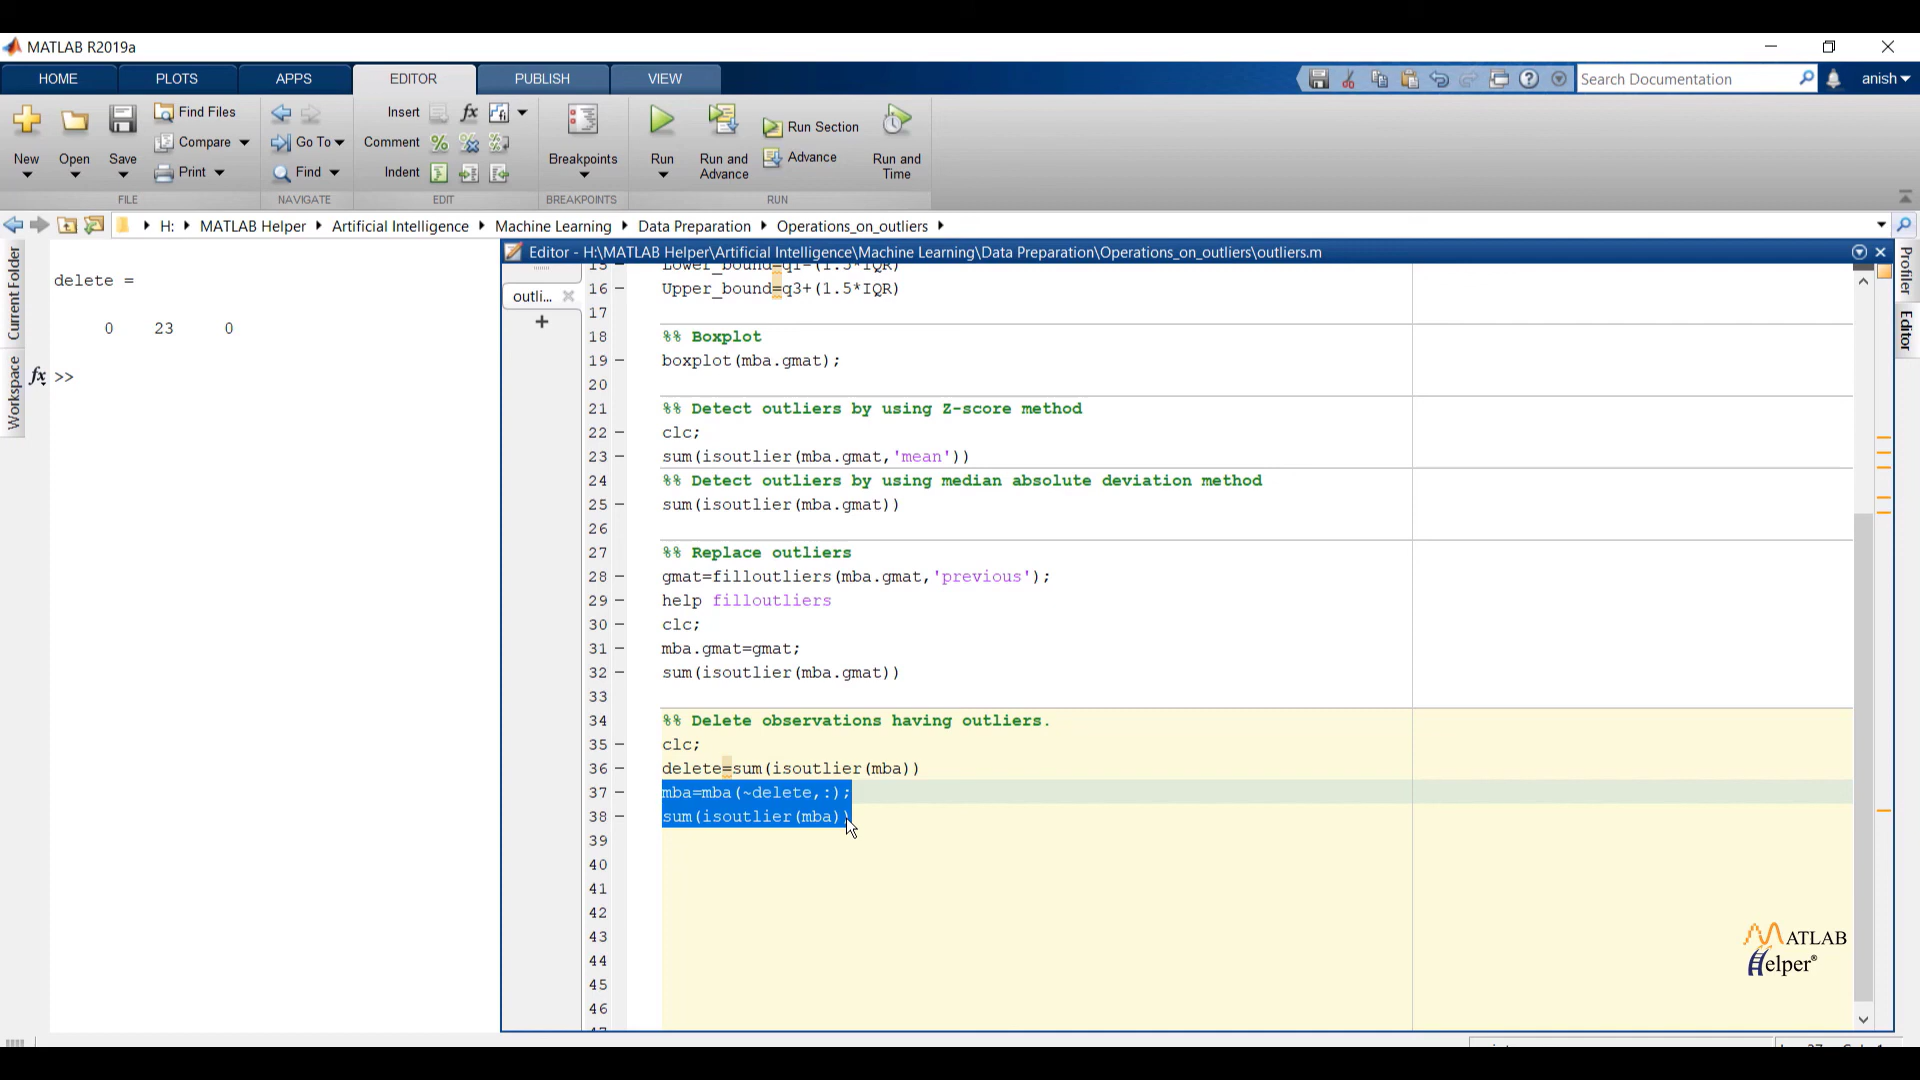 MATLAB R2019a
HOME PLOTS APPS EDITOR PUBLISH VIEW Search Documentation anish
New Open Save Find Files Compare Print Go To Find Insert Comment Indent fx Breakpoints Run Run and Advance Run Section Advance Run and Time
FILE NAVIGATE EDIT BREAKPOINTS RUN
H: MATLAB Helper Artificial Intelligence Machine Learning Data Preparation Operations_on_outliers
Editor - H:\MATLAB Helper\Artificial Intelligence\Machine Learning\Data Preparation\Operations_on_outliers\outliers.m
Current Folder
Workspace
Profiler
Editor
delete =
0 23 0
fx >>
outli...
15 Lower_bound=q1-(1.5*IQR)
16 Upper_bound=q3+(1.5*IQR)
17
18 %% Boxplot
19 boxplot(mba.gmat);
20
21 %% Detect outliers by using Z-score method
22 clc;
23 sum(isoutlier(mba.gmat,'mean'))
24 %% Detect outliers by using median absolute deviation method
25 sum(isoutlier(mba.gmat))
26
27 %% Replace outliers
28 gmat=filloutliers(mba.gmat,'previous');
29 help filloutliers
30 clc;
31 mba.gmat=gmat;
32 sum(isoutlier(mba.gmat))
33
34 %% Delete observations having outliers.
35 clc;
36 delete=sum(isoutlier(mba))
37 mba=mba(~delete,:);
38 sum(isoutlier(mba))
39
40
41
42
43
44
45
46
MATLAB
Helper®